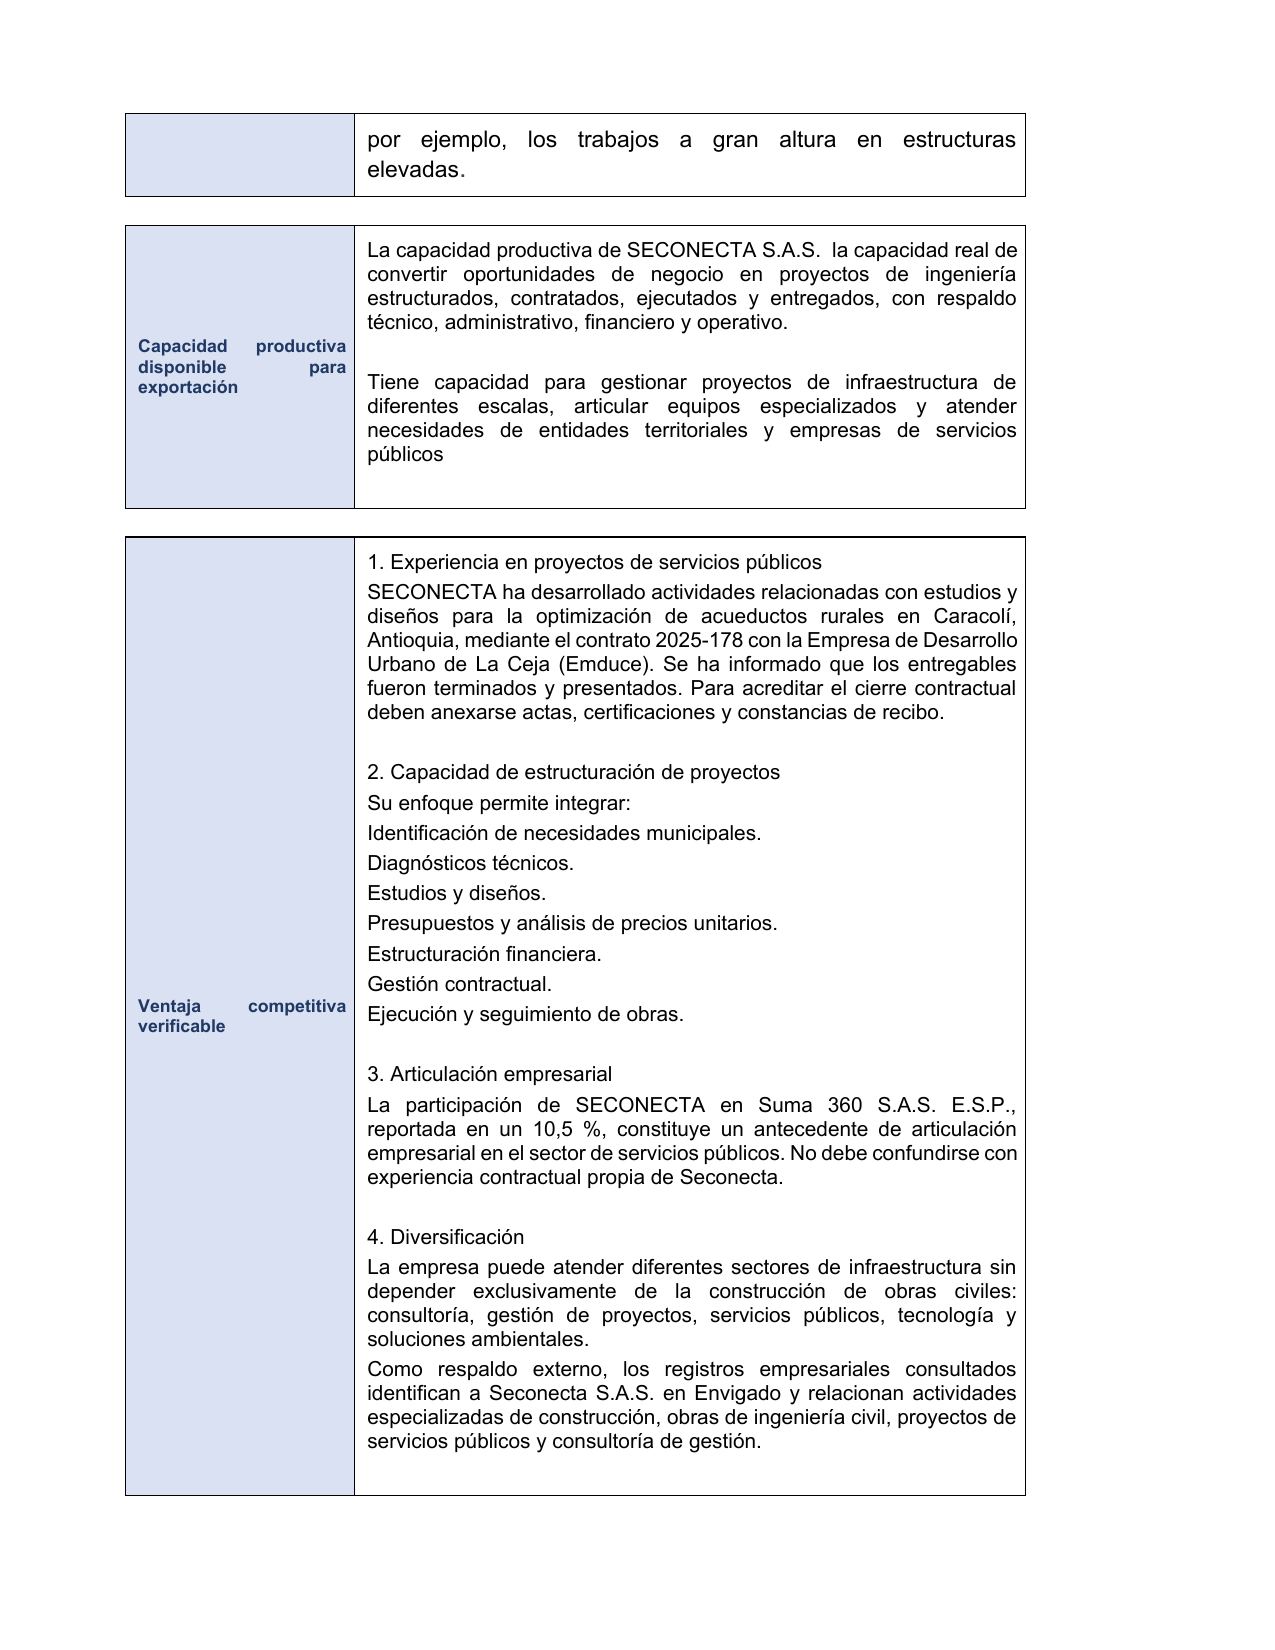 por ejemplo, los trabajos a gran altura en estructuras
elevadas.
Capacidad productiva
disponible para
exportación
La capacidad productiva de SECONECTA S.A.S.  la capacidad real de
convertir oportunidades de negocio en proyectos de ingeniería
estructurados, contratados, ejecutados y entregados, con respaldo
técnico, administrativo, financiero y operativo.
Tiene capacidad para gestionar proyectos de infraestructura de
diferentes escalas, articular equipos especializados y atender
necesidades de entidades territoriales y empresas de servicios
públicos
Ventaja competitiva
verificable
1. Experiencia en proyectos de servicios públicos
SECONECTA ha desarrollado actividades relacionadas con estudios y
diseños para la optimización de acueductos rurales en Caracolí,
Antioquia, mediante el contrato 2025-178 con la Empresa de Desarrollo
Urbano de La Ceja (Emduce). Se ha informado que los entregables
fueron terminados y presentados. Para acreditar el cierre contractual
deben anexarse actas, certificaciones y constancias de recibo.
2. Capacidad de estructuración de proyectos
Su enfoque permite integrar:
Identificación de necesidades municipales.
Diagnósticos técnicos.
Estudios y diseños.
Presupuestos y análisis de precios unitarios.
Estructuración financiera.
Gestión contractual.
Ejecución y seguimiento de obras.
3. Articulación empresarial
La participación de SECONECTA en Suma 360 S.A.S. E.S.P.,
reportada en un 10,5 %, constituye un antecedente de articulación
empresarial en el sector de servicios públicos. No debe confundirse con
experiencia contractual propia de Seconecta.
4. Diversificación
La empresa puede atender diferentes sectores de infraestructura sin
depender exclusivamente de la construcción de obras civiles:
consultoría, gestión de proyectos, servicios públicos, tecnología y
soluciones ambientales.
Como respaldo externo, los registros empresariales consultados
identifican a Seconecta S.A.S. en Envigado y relacionan actividades
especializadas de construcción, obras de ingeniería civil, proyectos de
servicios públicos y consultoría de gestión.